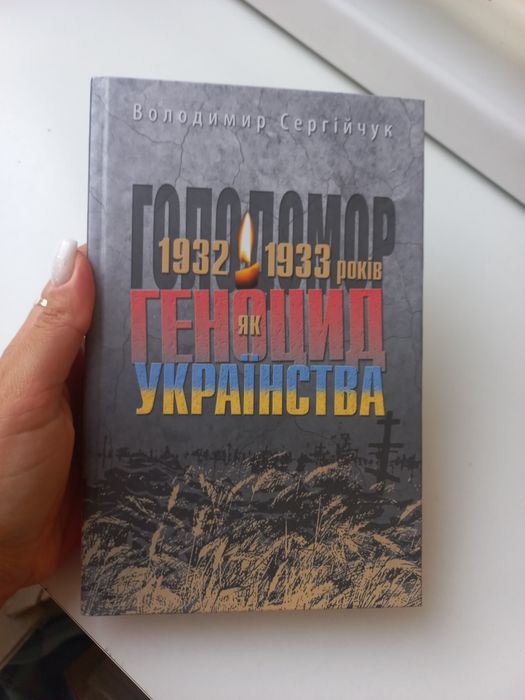 Володимир Сергійчук
ГОЛОДОМОР
1932 1933 років
ГЕНОЦИД
як
УКРАЇНСТВА